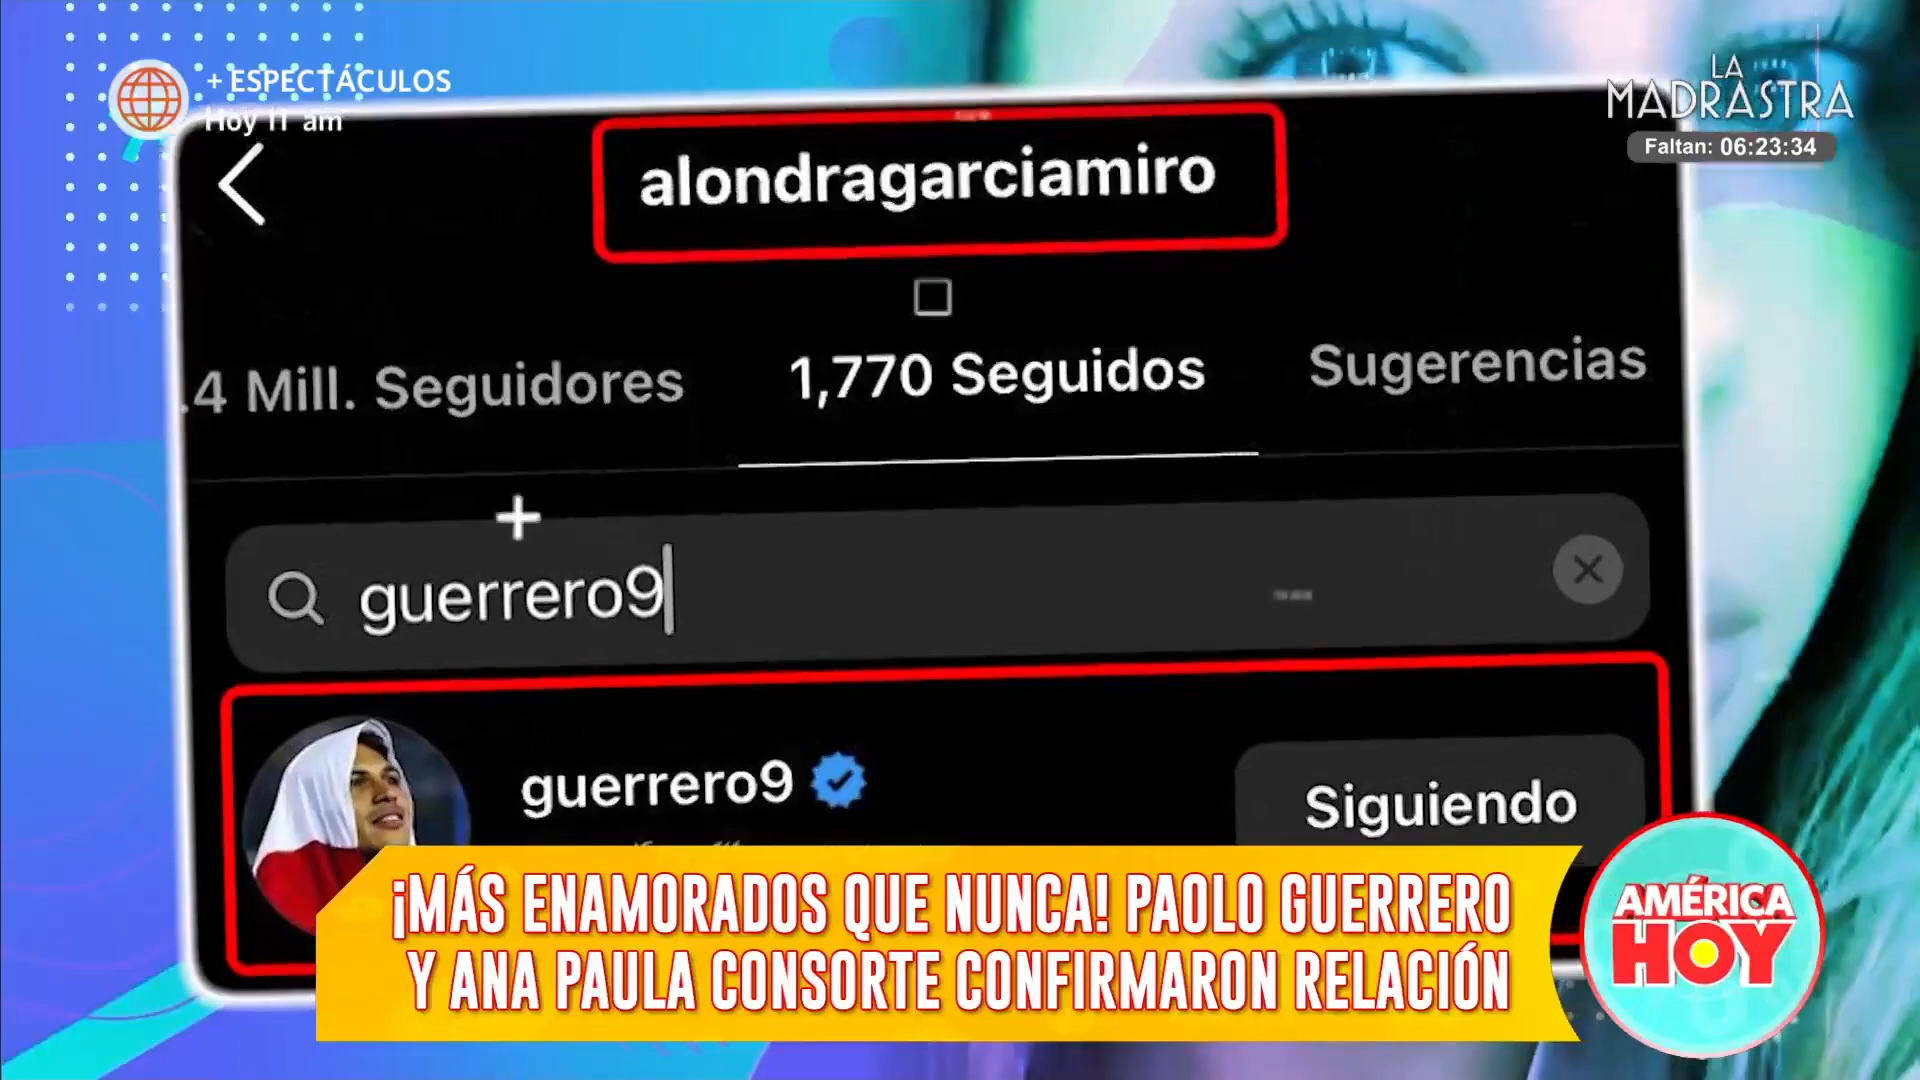 + ESPECTÁCULOS
Hoy 11 am
LA
MADRASTRA
Faltan: 06:23:34
alondragarciamiro
.4 Mill. Seguidores
1,770 Seguidos
Sugerencias
guerrero9
guerrero9
Siguiendo
¡MÁS ENAMORADOS QUE NUNCA! PAOLO GUERRERO
Y ANA PAULA CONSORTE CONFIRMARON RELACIÓN
AMÉRICA
HOY